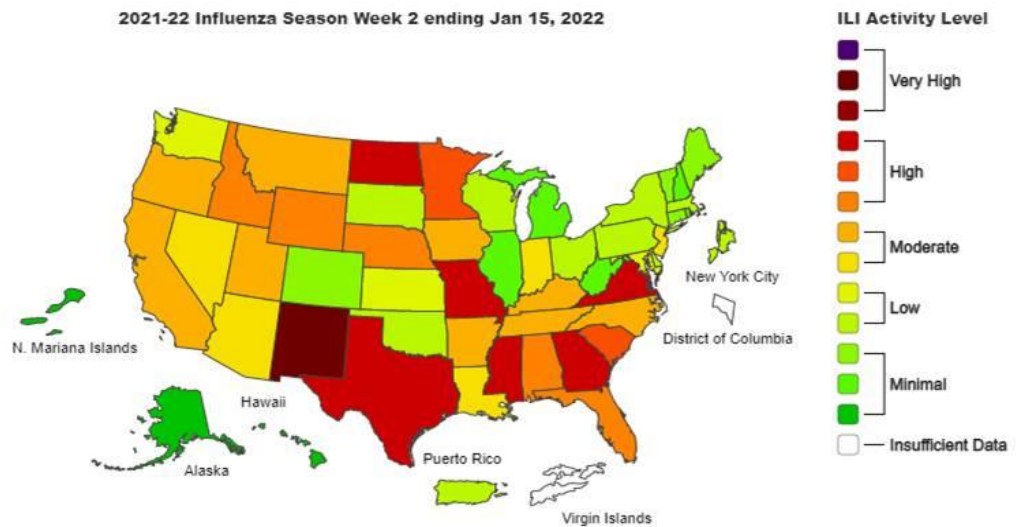 2021-22 Influenza Season Week 2 ending Jan 15, 2022
ILI Activity Level
Very High
High
Moderate
Low
Minimal
Insufficient Data
New York City
District of Columbia
N. Mariana Islands
Hawaii
Alaska
Puerto Rico
Virgin Islands